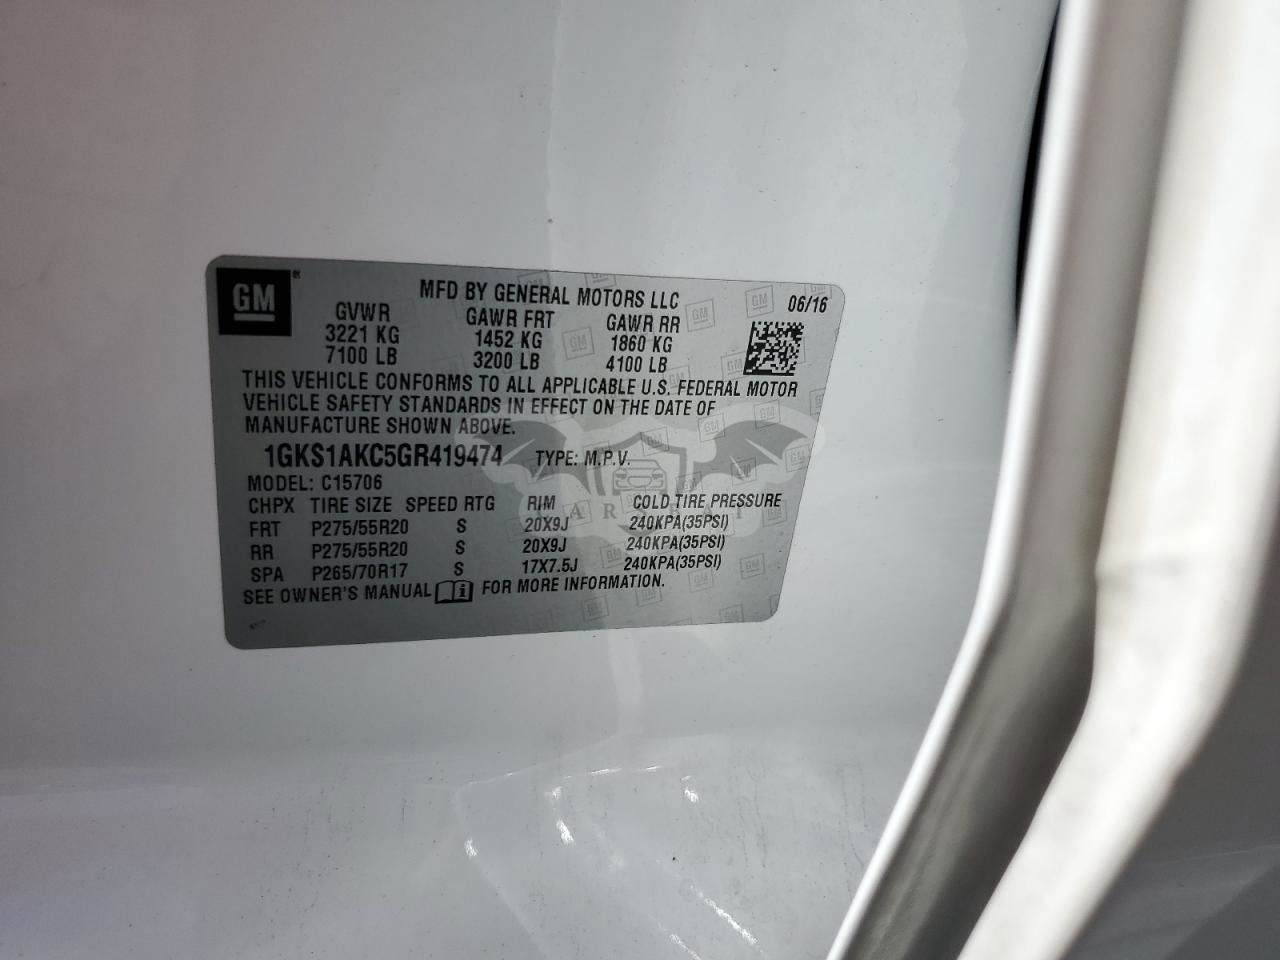 GM
MFD BY GENERAL MOTORS LLC 06/16
GVWR GAWR FRT GAWR RR
3221 KG 1452 KG 1860 KG
7100 LB 3200 LB 4100 LB
THIS VEHICLE CONFORMS TO ALL APPLICABLE U.S. FEDERAL MOTOR
VEHICLE SAFETY STANDARDS IN EFFECT ON THE DATE OF
MANUFACTURE SHOWN ABOVE.
1GKS1AKC5GR419474 TYPE: M.P.V.
MODEL: C15706
CHPX TIRE SIZE SPEED RTG RIM COLD TIRE PRESSURE
FRT P275/55R20 S 20X9J 240KPA(35PSI)
RR P275/55R20 S 20X9J 240KPA(35PSI)
SPA P265/70R17 S 17X7.5J 240KPA(35PSI)
SEE OWNER'S MANUAL FOR MORE INFORMATION.